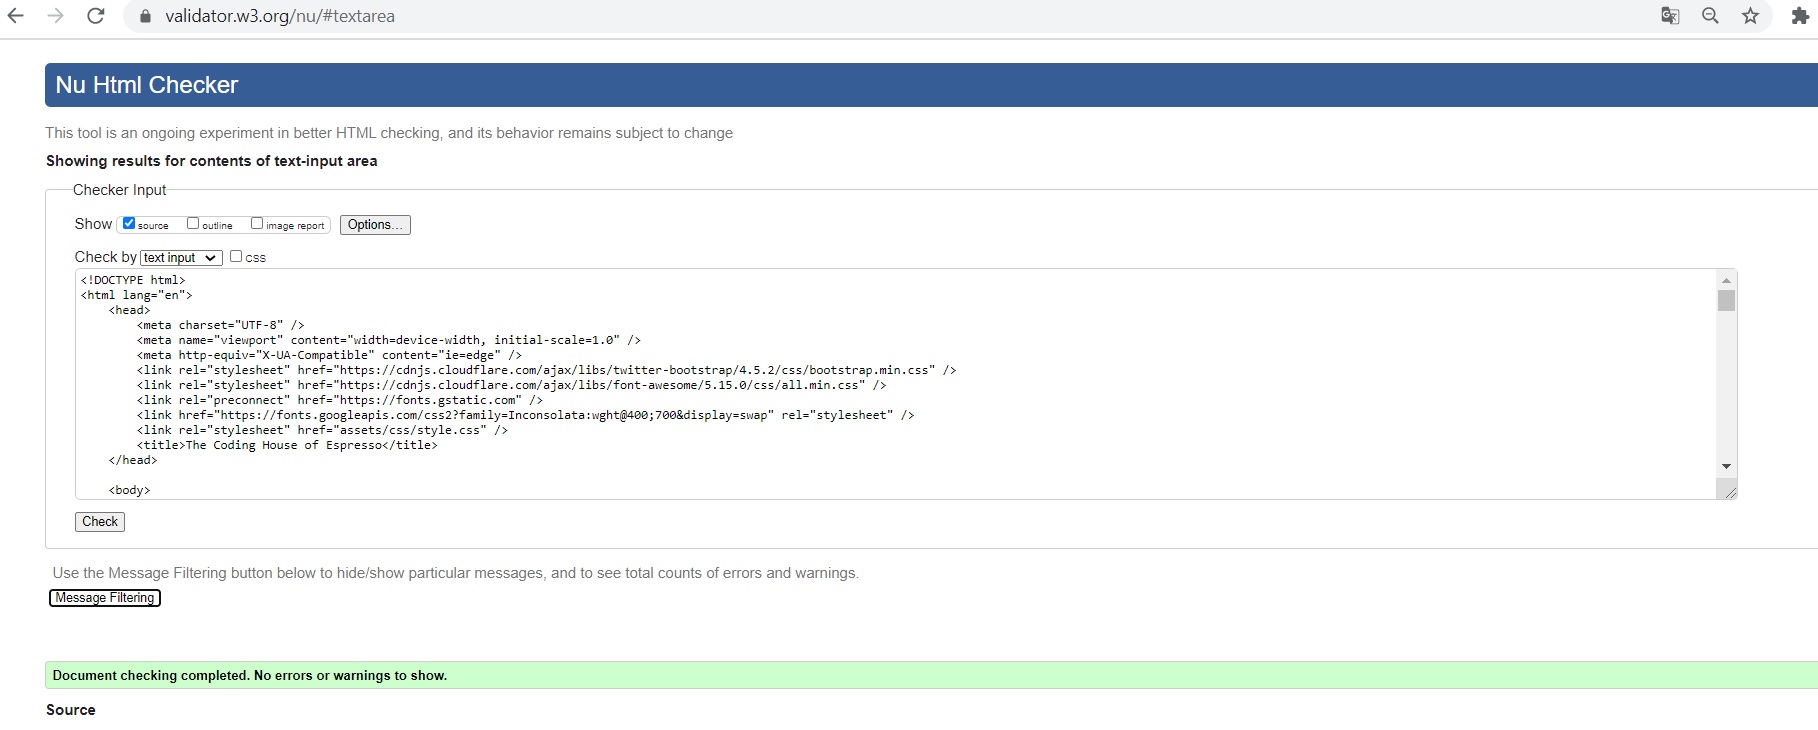 validator.w3.org/nu/#textarea
Nu Html Checker
This tool is an ongoing experiment in better HTML checking, and its behavior remains subject to change
Showing results for contents of text-input area
Checker Input
Show source outline image report Options...
Check by text input css
<!DOCTYPE html>
<html lang="en">
<head>
<meta charset="UTF-8" />
<meta name="viewport" content="width=device-width, initial-scale=1.0" />
<meta http-equiv="X-UA-Compatible" content="ie=edge" />
<link rel="stylesheet" href="https://cdnjs.cloudflare.com/ajax/libs/twitter-bootstrap/4.5.2/css/bootstrap.min.css" />
<link rel="stylesheet" href="https://cdnjs.cloudflare.com/ajax/libs/font-awesome/5.15.0/css/all.min.css" />
<link rel="preconnect" href="https://fonts.gstatic.com" />
<link href="https://fonts.googleapis.com/css2?family=Inconsolata:wght@400;700&display=swap" rel="stylesheet" />
<link rel="stylesheet" href="assets/css/style.css" />
<title>The Coding House of Espresso</title>
</head>
<body>
Check
Use the Message Filtering button below to hide/show particular messages, and to see total counts of errors and warnings.
Message Filtering
Document checking completed. No errors or warnings to show.
Source